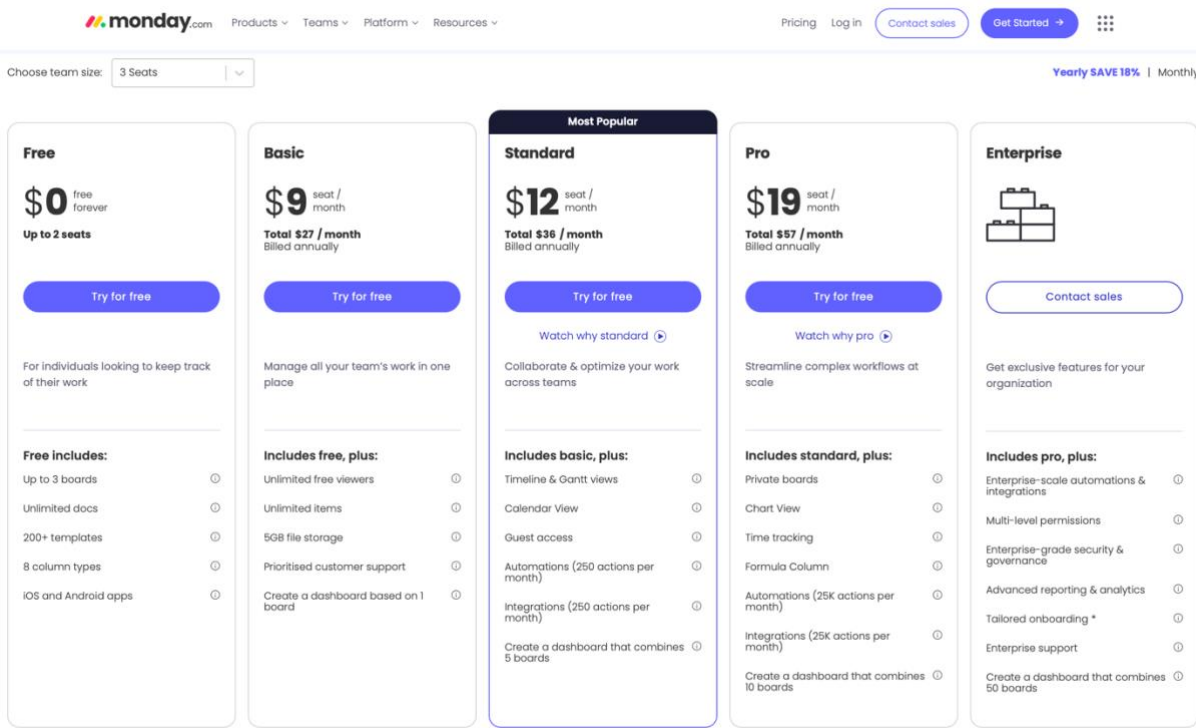 monday.com
Products
Teams
Platform
Resources
Pricing
Log in
Contact sales
Get Started →
Choose team size:
3 Seats
Yearly SAVE 18% | Monthly
Free
$0 free
forever
Up to 2 seats
Try for free
For individuals looking to keep track
of their work
Free includes:
Up to 3 boards
Unlimited docs
200+ templates
8 column types
iOS and Android apps
Basic
$9 seat /
month
Total $27 / month
Billed annually
Try for free
Manage all your team's work in one
place
Includes free, plus:
Unlimited free viewers
Unlimited items
5GB file storage
Prioritised customer support
Create a dashboard based on 1
board
Most Popular
Standard
$12 seat /
month
Total $36 / month
Billed annually
Try for free
Watch why standard
Collaborate & optimize your work
across teams
Includes basic, plus:
Timeline & Gantt views
Calendar View
Guest access
Automations (250 actions per
month)
Integrations (250 actions per
month)
Create a dashboard that combines
5 boards
Pro
$19 seat /
month
Total $57 / month
Billed annually
Try for free
Watch why pro
Streamline complex workflows at
scale
Includes standard, plus:
Private boards
Chart View
Time tracking
Formula Column
Automations (25K actions per
month)
Integrations (25K actions per
month)
Create a dashboard that combines
10 boards
Enterprise
Contact sales
Get exclusive features for your
organization
Includes pro, plus:
Enterprise-scale automations &
integrations
Multi-level permissions
Enterprise-grade security &
governance
Advanced reporting & analytics
Tailored onboarding *
Enterprise support
Create a dashboard that combines
50 boards